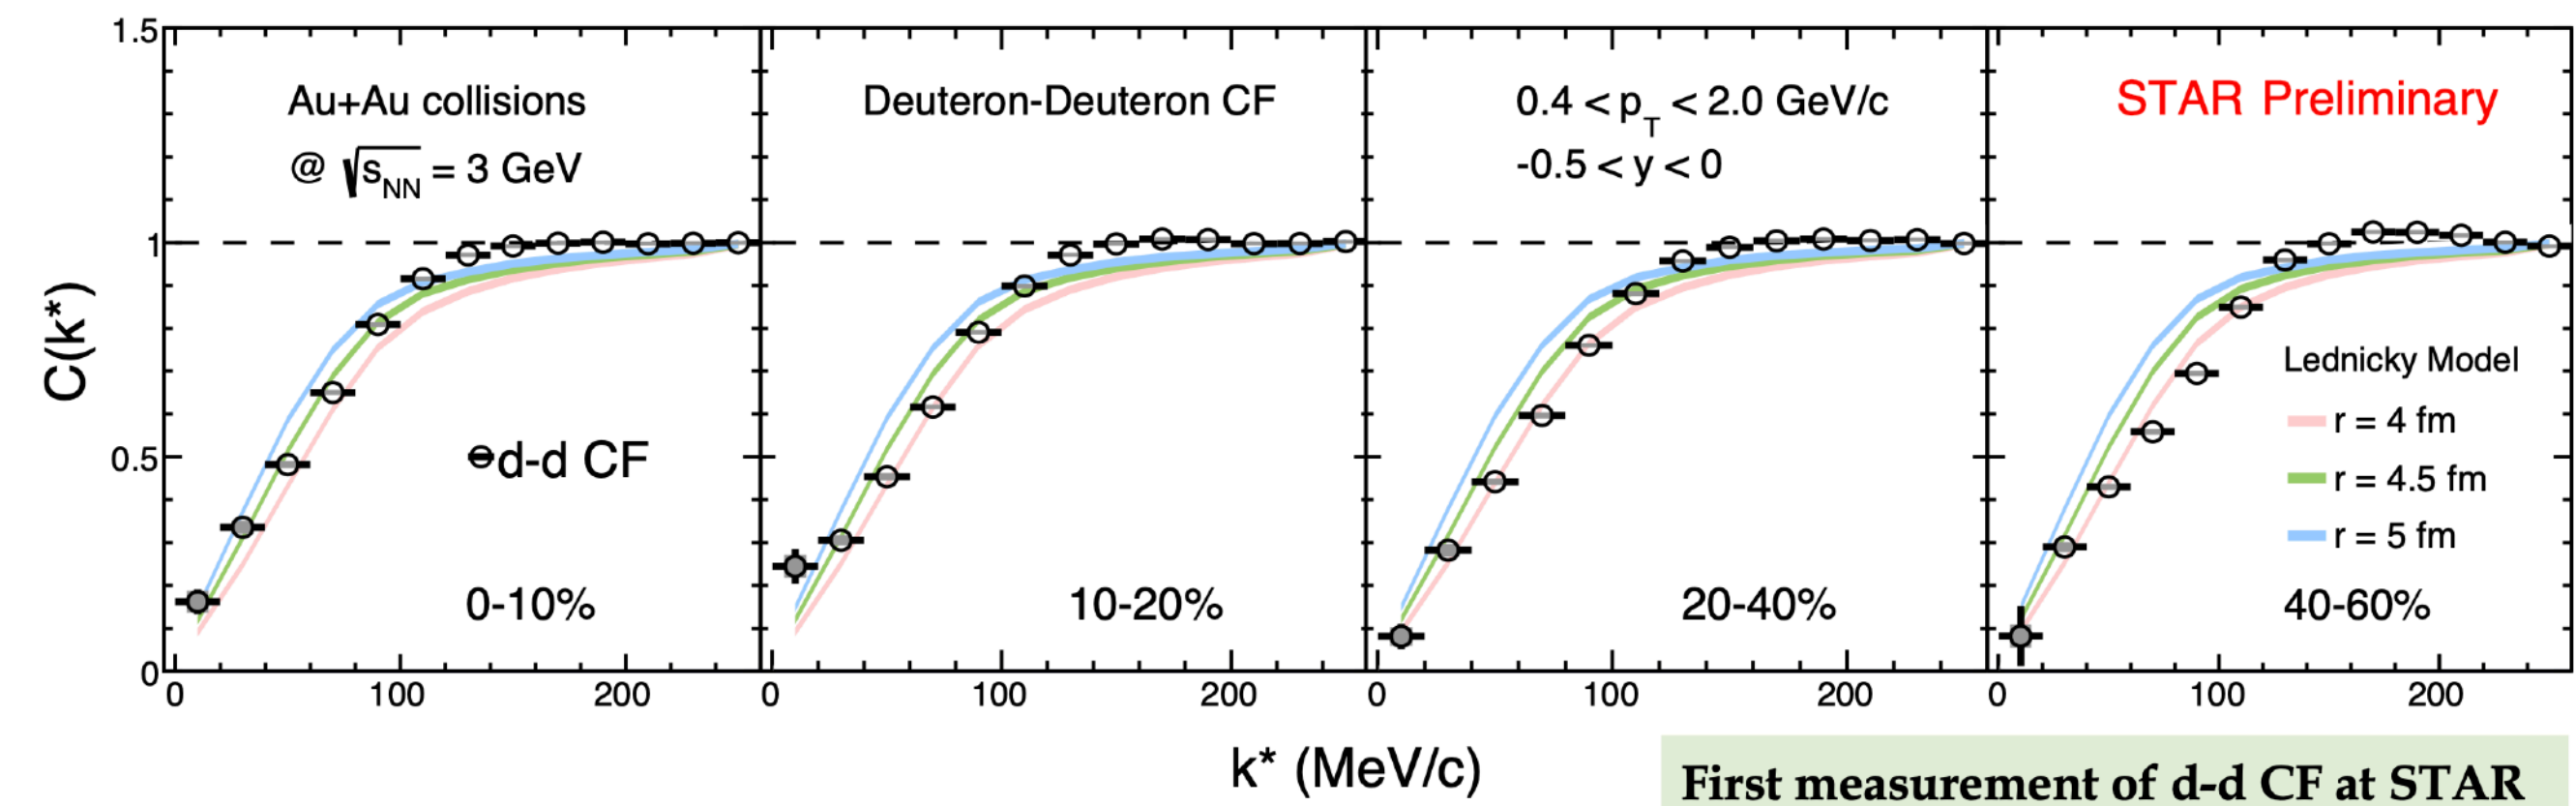 1.5
1
0.5
0
C(k*)
Au+Au collisions
@ √sNN = 3 GeV
d-d CF
0-10%
0 100 200
Deuteron-Deuteron CF
10-20%
0 100 200
0.4 < pT < 2.0 GeV/c
-0.5 < y < 0
20-40%
0 100 200
STAR Preliminary
Lednicky Model
r = 4 fm
r = 4.5 fm
r = 5 fm
40-60%
0 100 200
k* (MeV/c)
First measurement of d-d CF at STAR